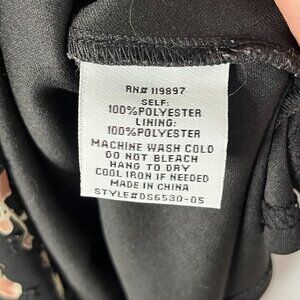 RN# 119897
SELF:
100%POLYESTER
LINING:
100%POLYESTER
MACHINE WASH COLD
DO NOT BLEACH
HANG TO DRY
COOL IRON IF NEEDED
MADE IN CHINA
STYLE#DS6530-05